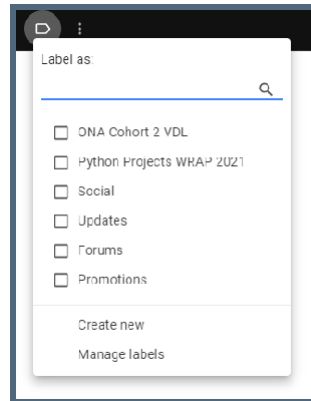 Label as:
ONA Cohort 2 VDL
Python Projects WRAP 2021
Social
Updates
Forums
Promotions
Create new
Manage labels